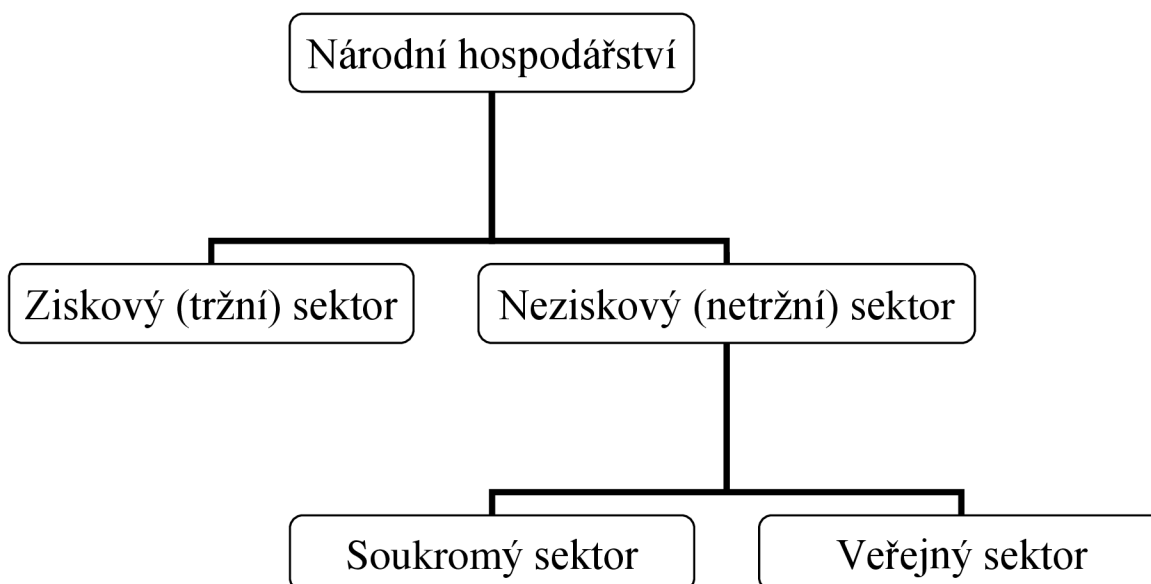 Národní hospodářství
Ziskový (tržní) sektor
Neziskový (netržní) sektor
Soukromý sektor
Veřejný sektor